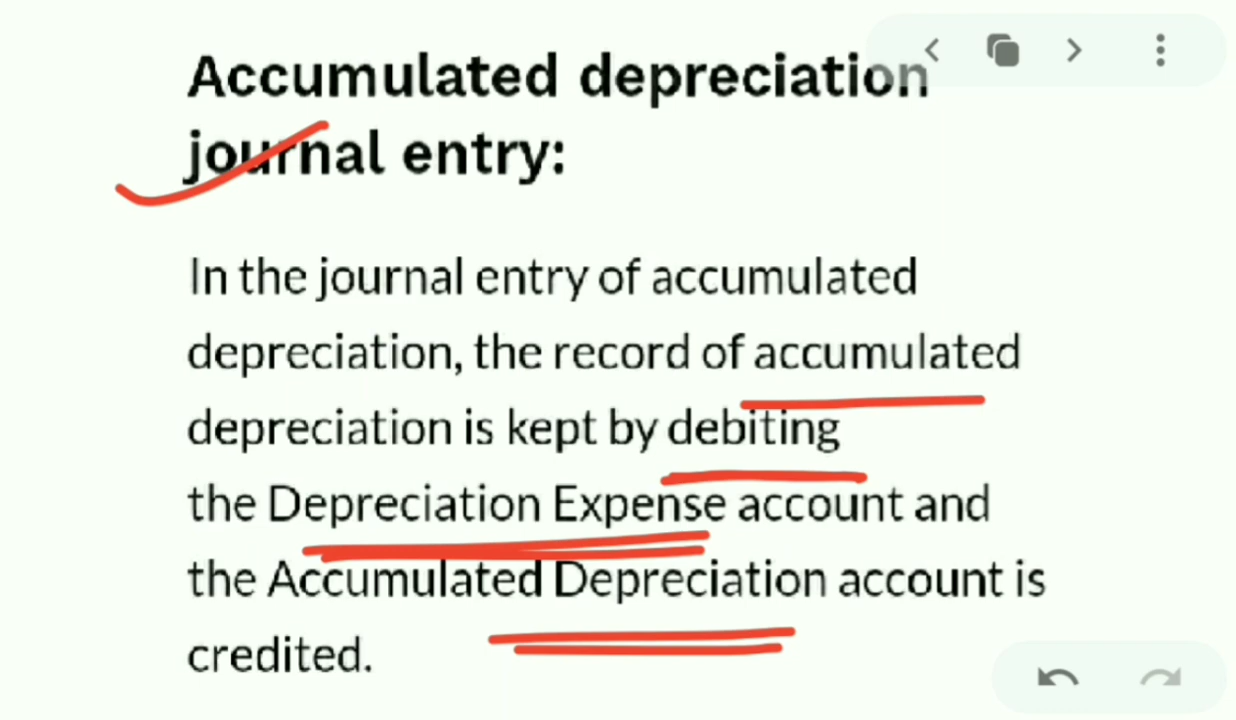 Accumulated depreciation
journal entry:
In the journal entry of accumulated
depreciation, the record of accumulated
depreciation is kept by debiting
the Depreciation Expense account and
the Accumulated Depreciation account is
credited.